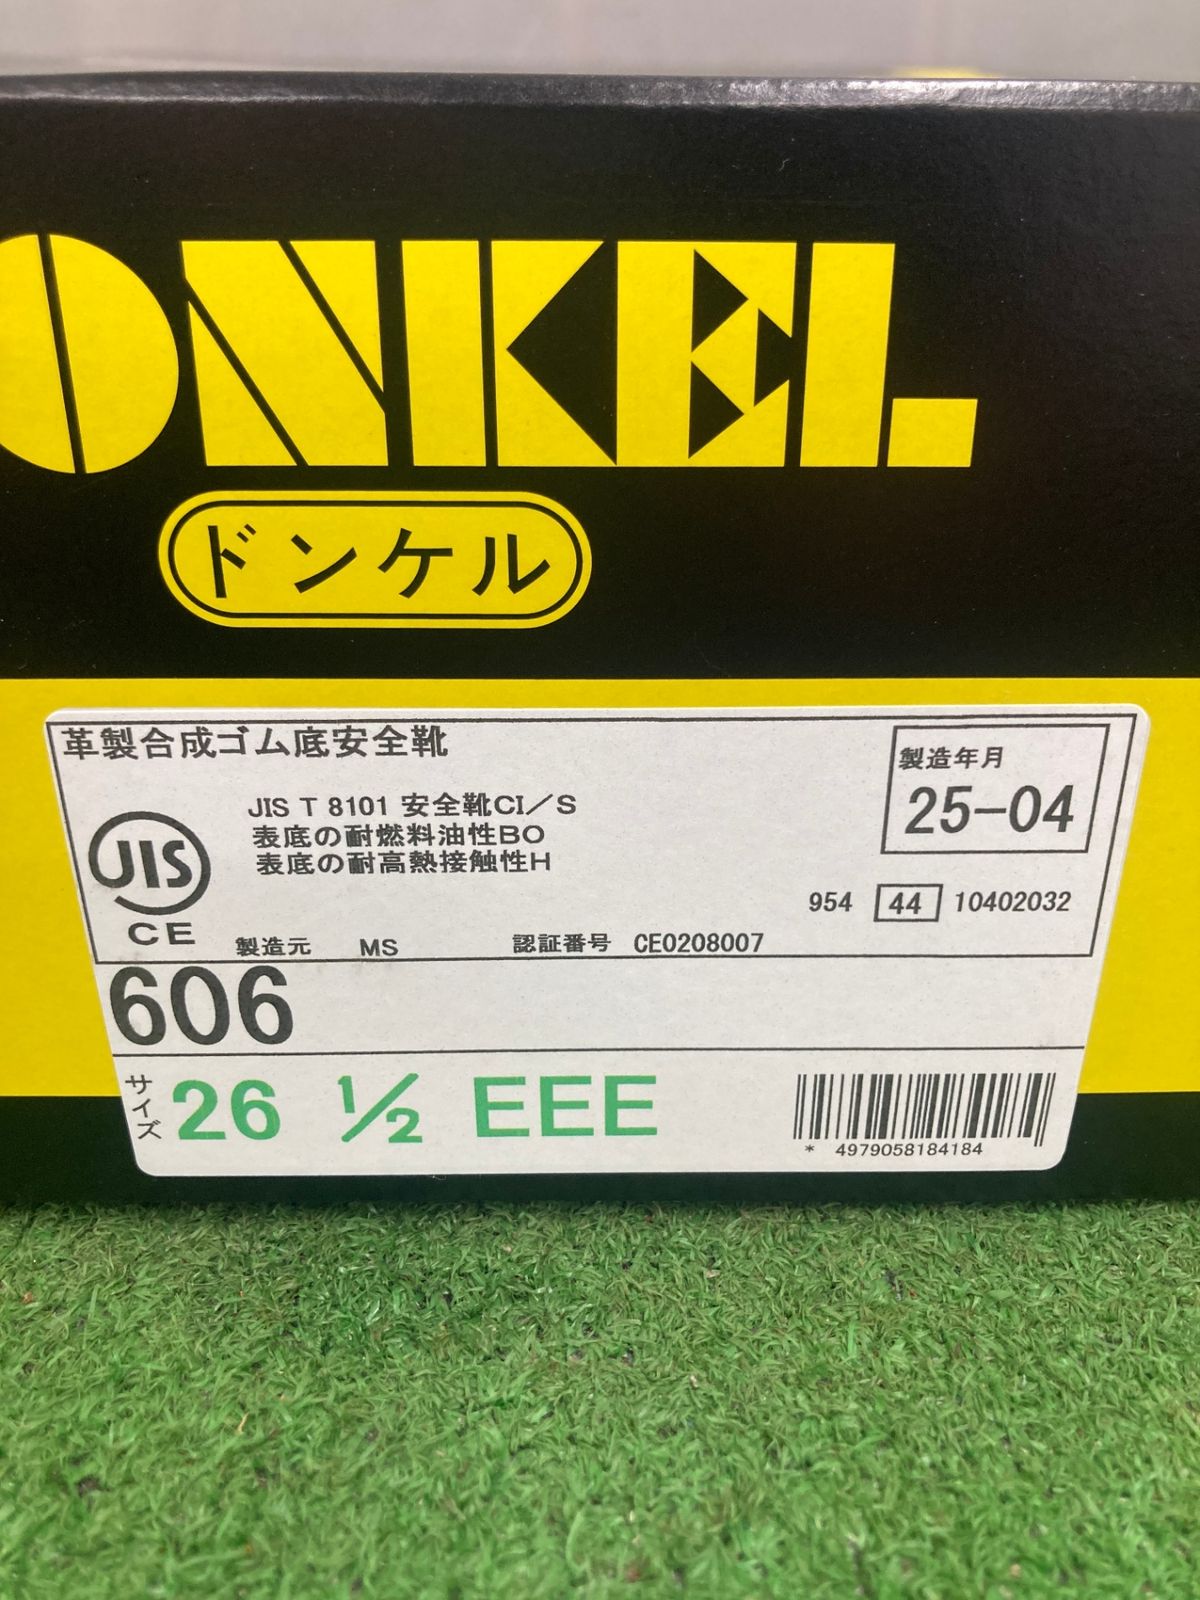 ONKEL.
ドンケル
革製合成ゴム底安全靴
製造年月
25-04
JIS T 8101 安全靴CI／S
表底の耐燃料油性BO
表底の耐高熱接触性H
JIS
CE
954 44 10402032
製造元 MS 認証番号 CE0208007
606
サイズ 26 1/2 EEE
* 4979058184184